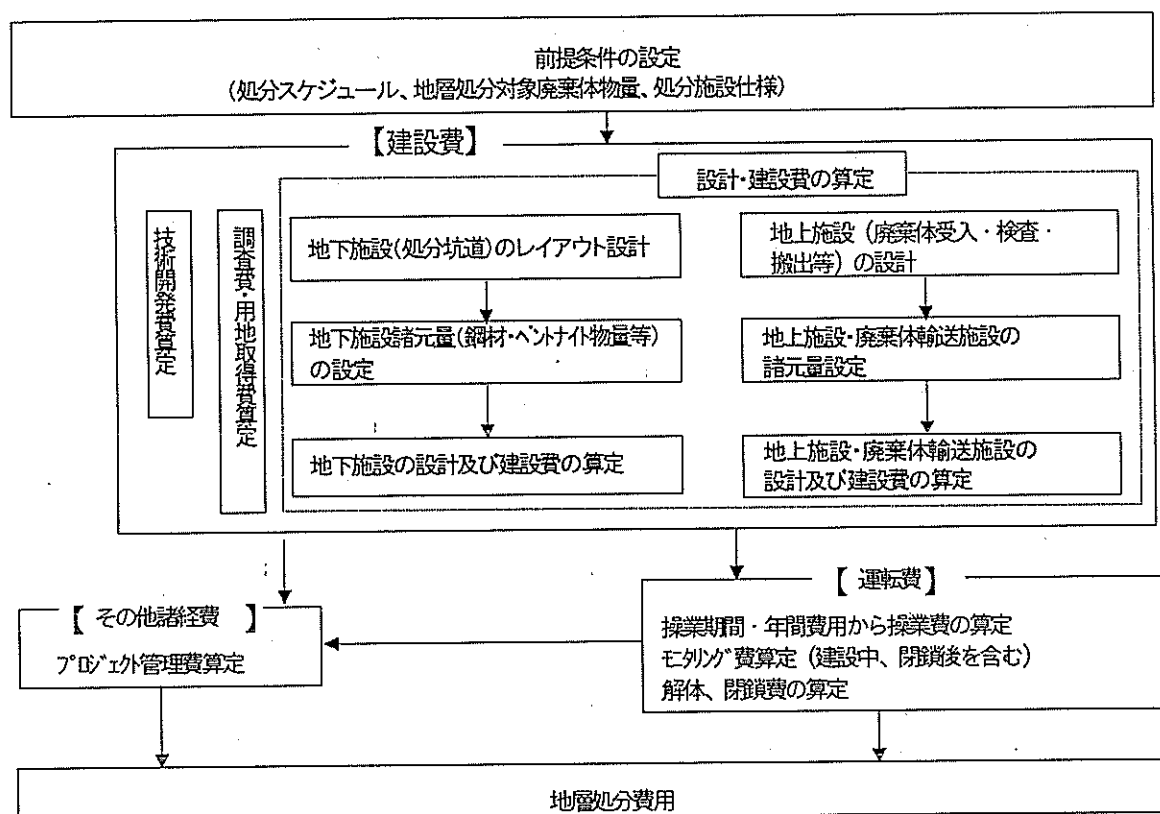 前提条件の設定
(処分スケジュール、地層処分対象廃棄体物量、処分施設仕様)
【建設費】
設計・建設費の算定
技術開発費算定
調査費・用地取得費算定
地下施設(処分坑道)のレイアウト設計
地下施設諸元量(鋼材・ベントナイト物量等)
の設定
地下施設の設計及び建設費の算定
地上施設（廃棄体受入・検査・
搬出等）の設計
地上施設・廃棄体輸送施設の
諸元量設定
地上施設・廃棄体輸送施設の
設計及び建設費の算定
【その他諸経費】
プロジェクト管理費算定
【運転費】
操業期間・年間費用から操業費の算定
モニタリング費算定（建設中、閉鎖後を含む）
解体、閉鎖費の算定
地層処分費用